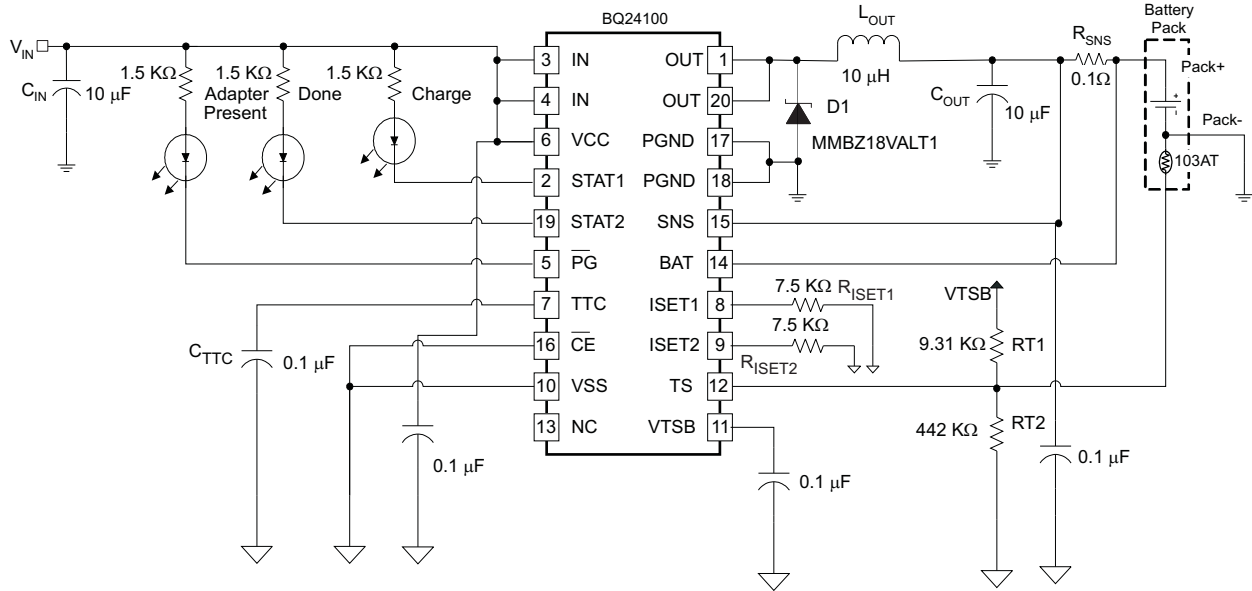 BQ24100
V_IN
C_IN
10 μF
1.5 KΩ
Adapter
Present
1.5 KΩ
Done
1.5 KΩ
Charge
3 IN
4 IN
6 VCC
2 STAT1
19 STAT2
5 P̅G̅
7 TTC
16 C̅E̅
10 VSS
13 NC
OUT 1
OUT 20
PGND 17
PGND 18
SNS 15
BAT 14
ISET1 8
ISET2 9
TS 12
VTSB 11
C_TTC
0.1 μF
0.1 μF
L_OUT
10 μH
D1
MMBZ18VALT1
C_OUT
10 μF
R_SNS
0.1Ω
Battery
Pack
Pack+
+
-
Pack-
103AT
7.5 KΩ R_ISET1
7.5 KΩ
R_ISET2
VTSB
9.31 KΩ RT1
442 KΩ RT2
0.1 μF
0.1 μF